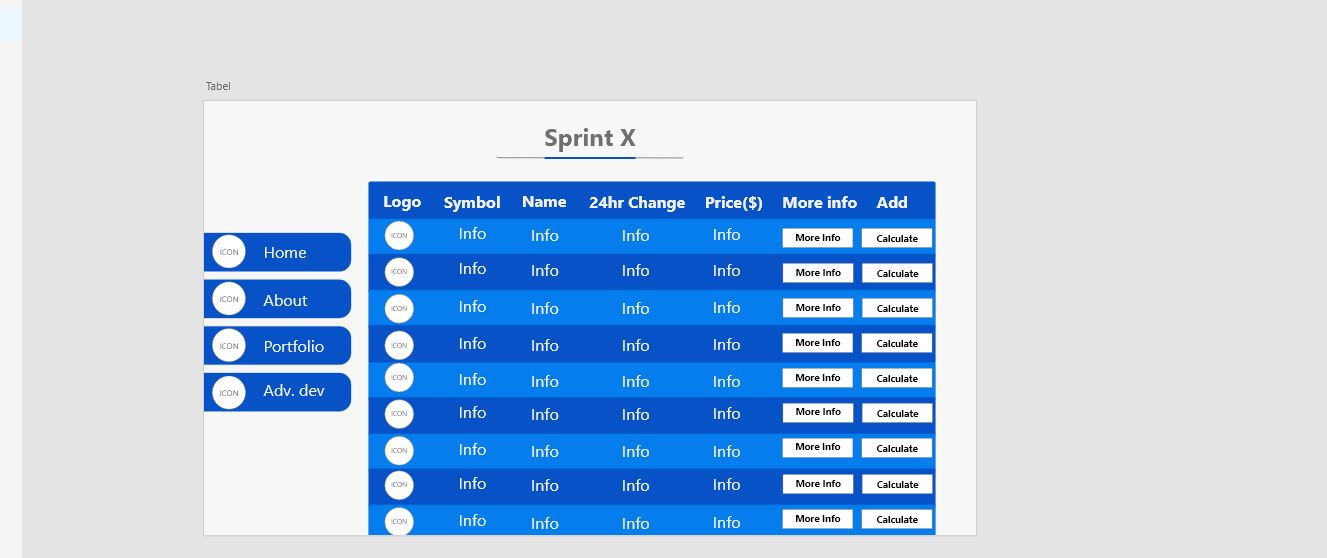 Tabel
Sprint X
Logo Symbol Name 24hr Change Price($) More info Add
ICON Info Info Info Info More Info Calculate
ICON Home
ICON Info Info Info Info More Info Calculate
ICON About
ICON Info Info Info Info More Info Calculate
ICON Portfolio
ICON Info Info Info Info More Info Calculate
ICON Adv. dev
ICON Info Info Info Info More Info Calculate
ICON Info Info Info Info More Info Calculate
ICON Info Info Info Info More Info Calculate
ICON Info Info Info Info More Info Calculate
ICON Info Info Info Info More Info Calculate